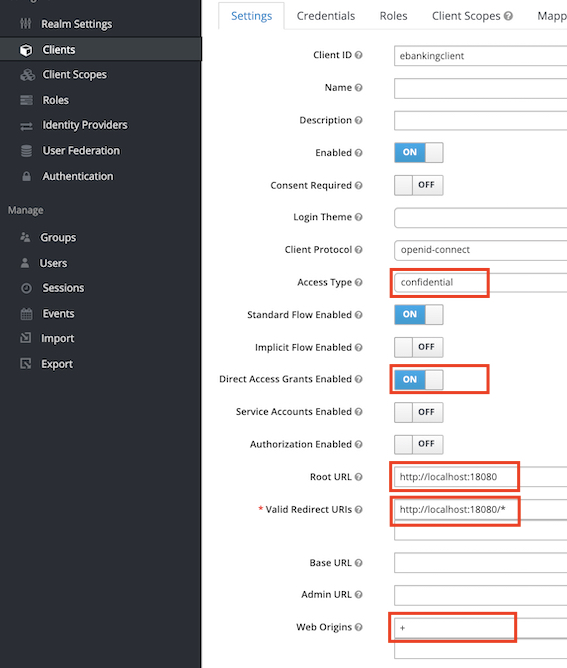 Realm Settings
Clients
Client Scopes
Roles
Identity Providers
User Federation
Authentication
Manage
Groups
Users
Sessions
Events
Import
Export
Settings Credentials Roles Client Scopes Mapp
Client ID ebankingclient
Name
Description
Enabled ON
Consent Required OFF
Login Theme
Client Protocol openid-connect
Access Type confidential
Standard Flow Enabled ON
Implicit Flow Enabled OFF
Direct Access Grants Enabled ON
Service Accounts Enabled OFF
Authorization Enabled OFF
Root URL http://localhost:18080
* Valid Redirect URIs http://localhost:18080/*
Base URL
Admin URL
Web Origins +